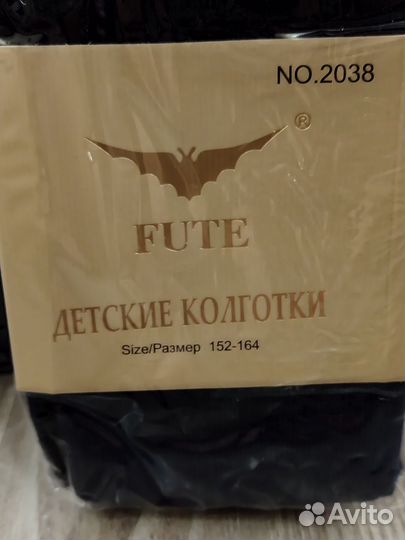 NO.2038
®
FUTE
ДЕТСКИЕ КОЛГОТКИ
Size/Размер 152-164
Avito